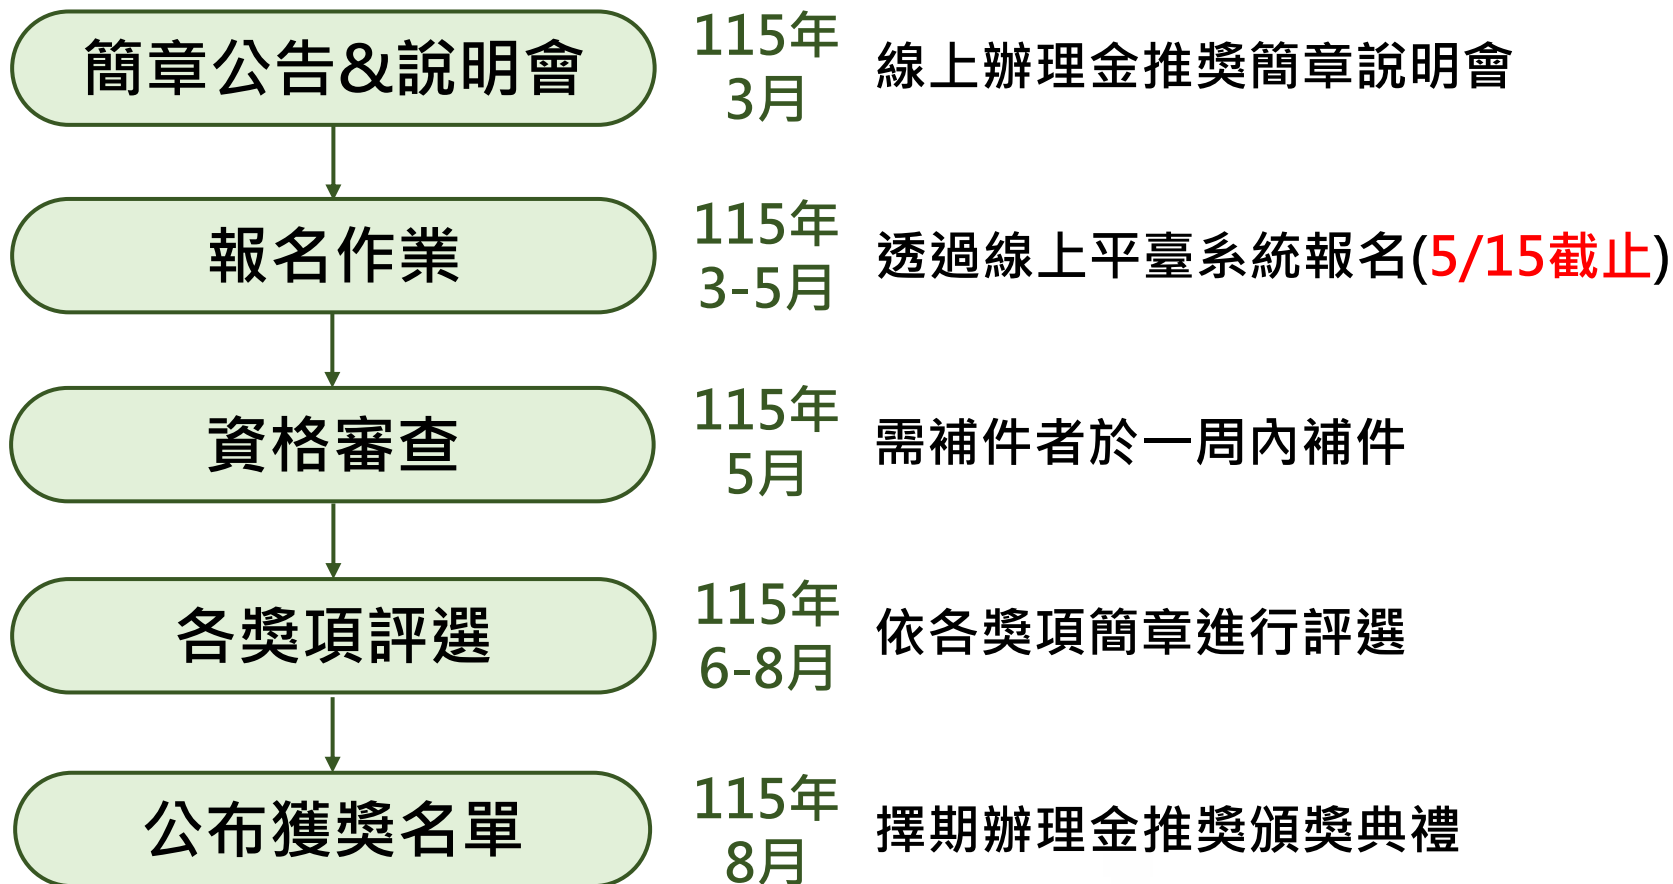 簡章公告&說明會
115年
3月
線上辦理金推獎簡章說明會
報名作業
115年
3-5月
透過線上平臺系統報名(5/15截止)
資格審查
115年
5月
需補件者於一周內補件
各獎項評選
115年
6-8月
依各獎項簡章進行評選
公布獲獎名單
115年
8月
擇期辦理金推獎頒獎典禮